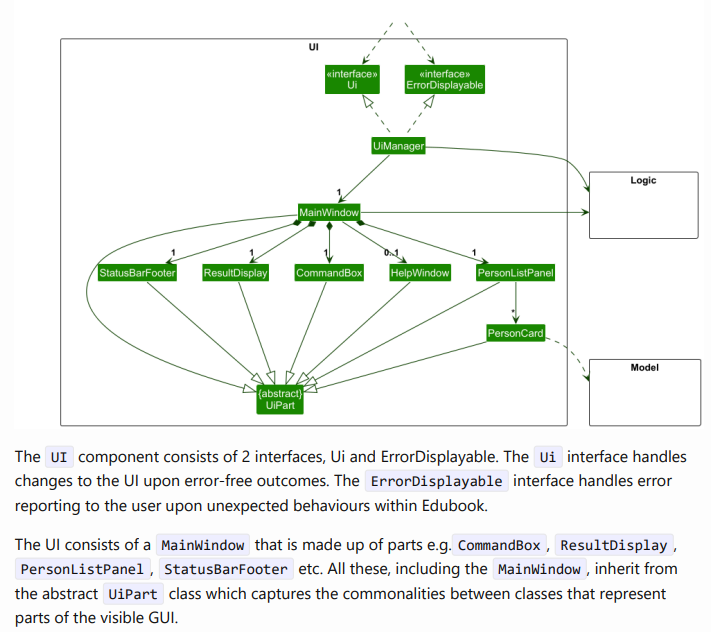 UI
«interface»
Ui
«interface»
ErrorDisplayable
UiManager
Logic
1
MainWindow
1
1
1
0..1
1
StatusBarFooter
ResultDisplay
CommandBox
HelpWindow
PersonListPanel
*
PersonCard
Model
{abstract}
UiPart
The UI component consists of 2 interfaces, Ui and ErrorDisplayable. The Ui interface handles
changes to the UI upon error-free outcomes. The ErrorDisplayable interface handles error
reporting to the user upon unexpected behaviours within Edubook.
The UI consists of a MainWindow that is made up of parts e.g. CommandBox , ResultDisplay ,
PersonListPanel , StatusBarFooter etc. All these, including the MainWindow , inherit from
the abstract UiPart class which captures the commonalities between classes that represent
parts of the visible GUI.